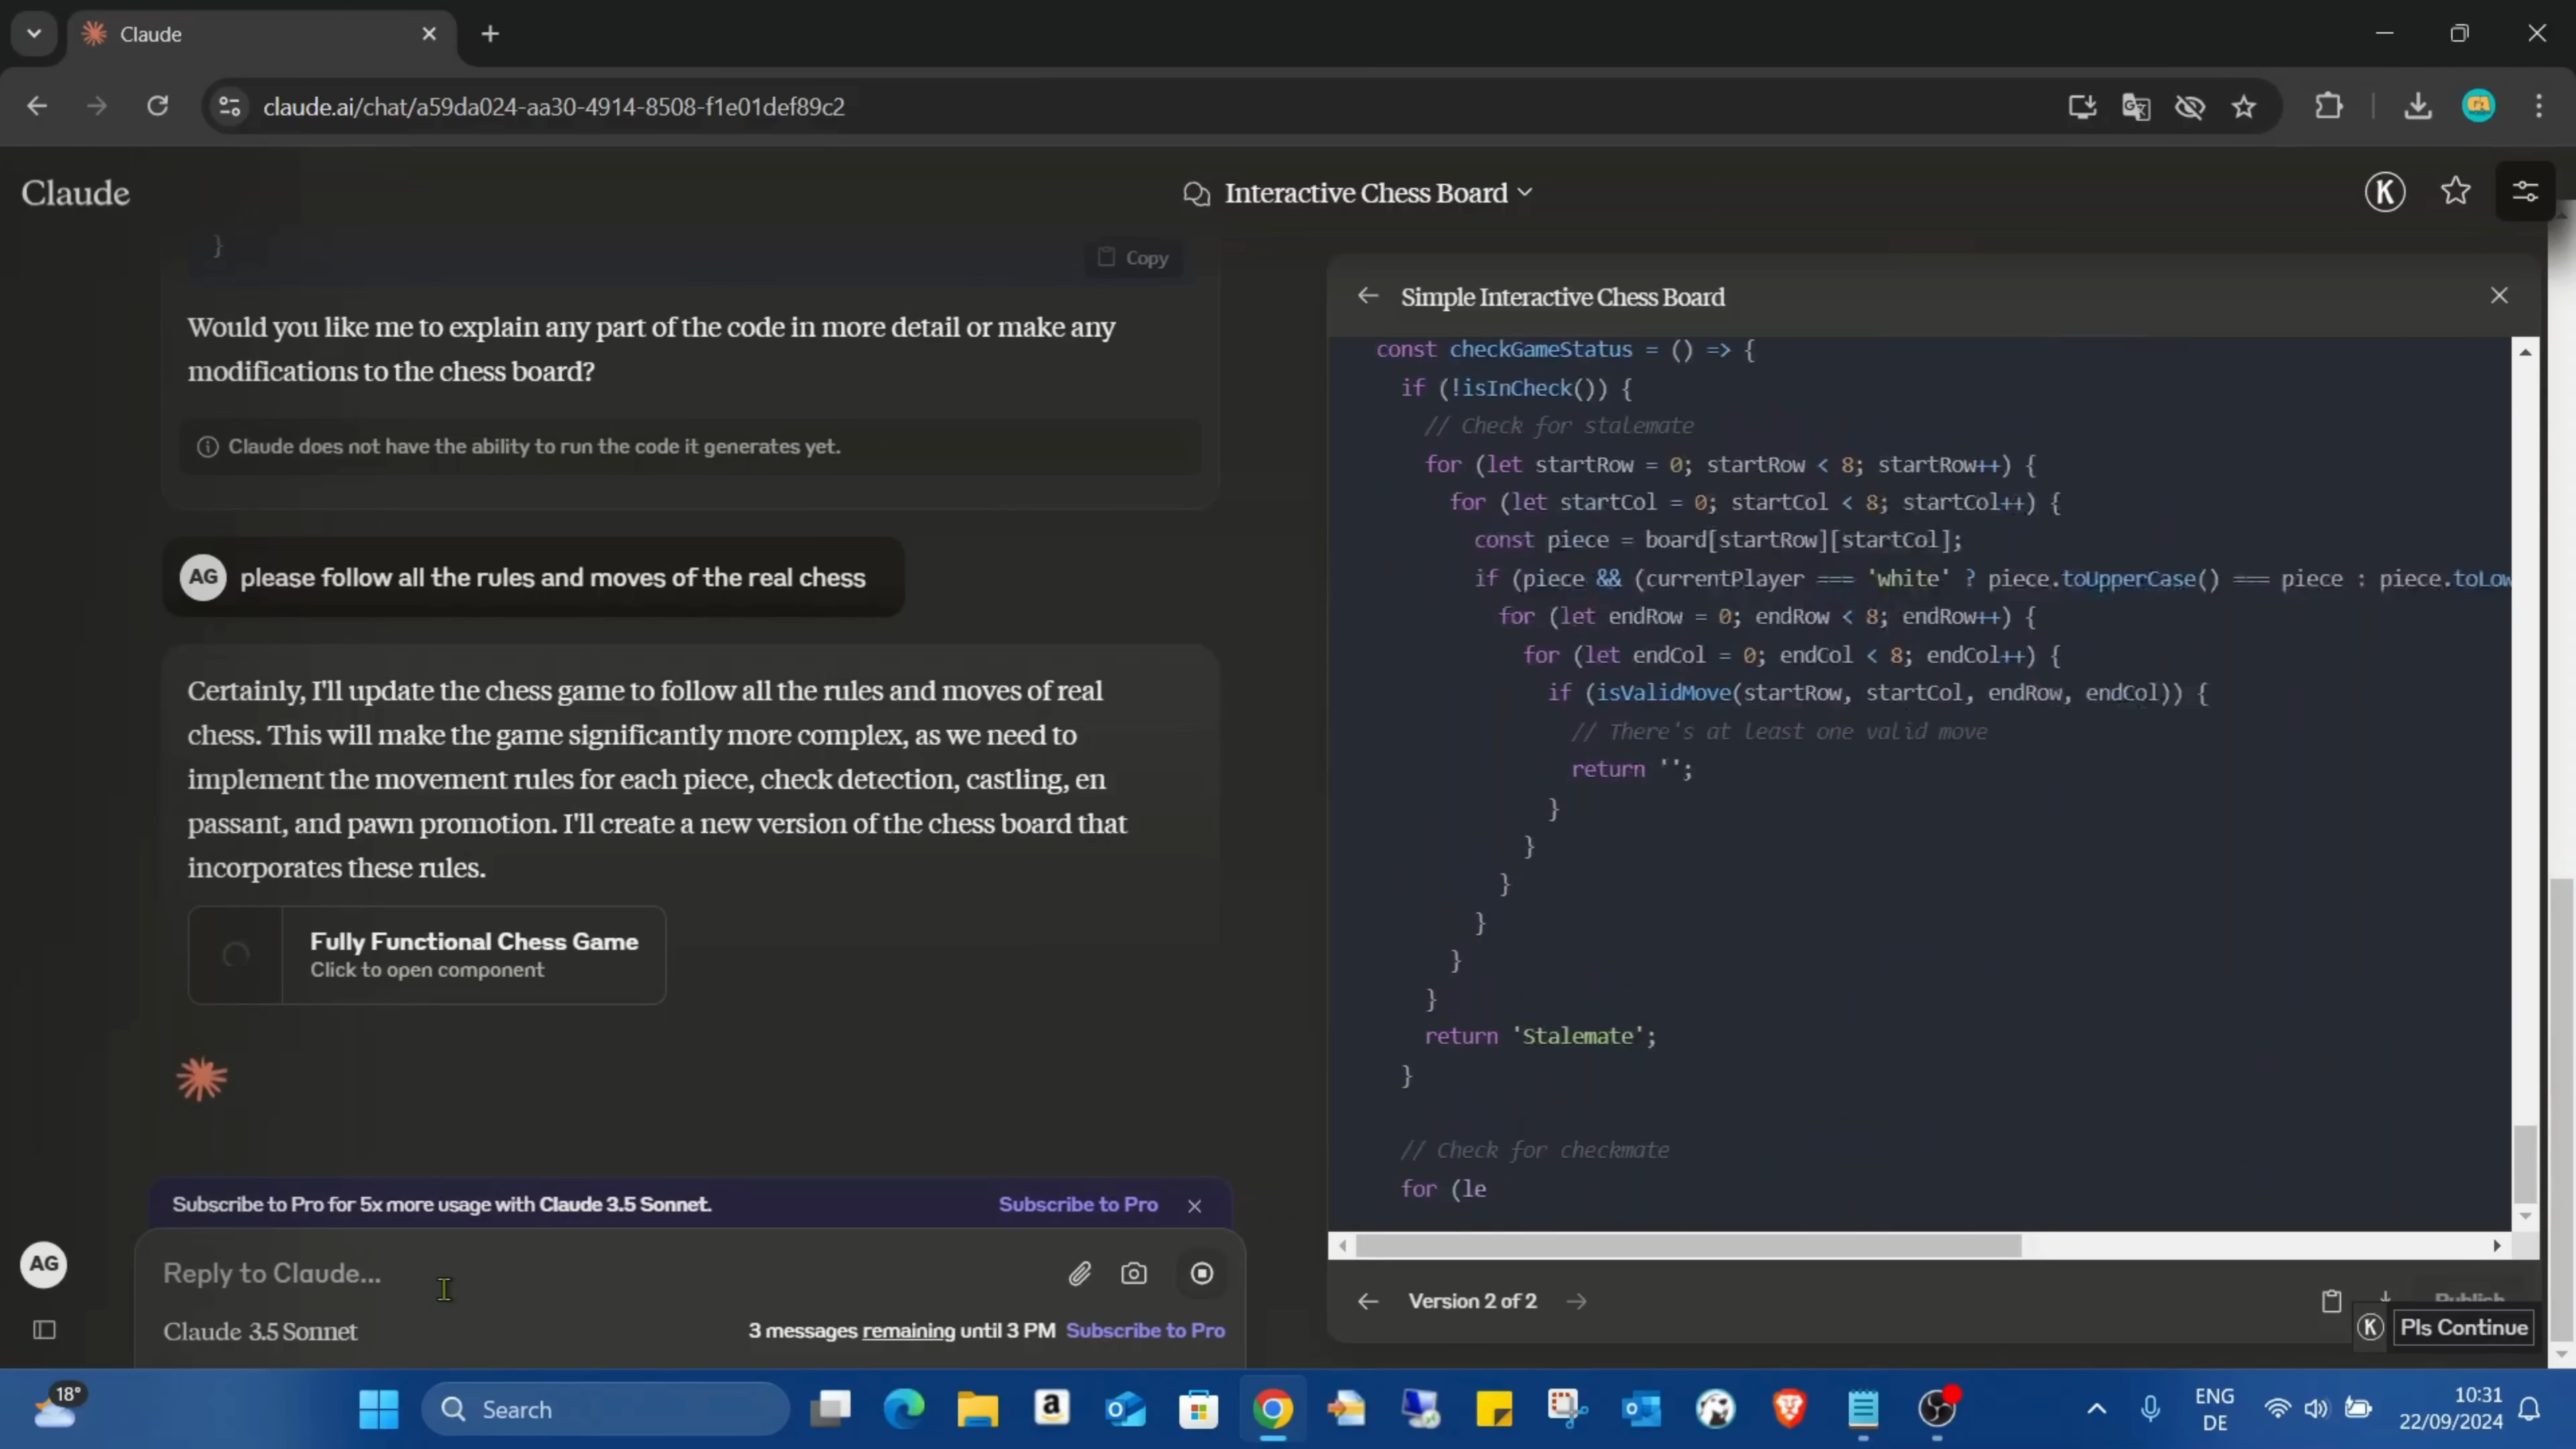 Claude
claude.ai/chat/a59da024-aa30-4914-8508-f1e01def89c2
Claude
Interactive Chess Board
K
}
Copy
Would you like me to explain any part of the code in more detail or make any
modifications to the chess board?
Claude does not have the ability to run the code it generates yet.
AG please follow all the rules and moves of the real chess
Certainly, I'll update the chess game to follow all the rules and moves of real
chess. This will make the game significantly more complex, as we need to
implement the movement rules for each piece, check detection, castling, en
passant, and pawn promotion. I'll create a new version of the chess board that
incorporates these rules.
Fully Functional Chess Game
Click to open component
Subscribe to Pro for 5x more usage with Claude 3.5 Sonnet. Subscribe to Pro
AG
Reply to Claude...
Claude 3.5 Sonnet
3 messages remaining until 3 PM Subscribe to Pro
Simple Interactive Chess Board
const checkGameStatus = () => {
if (!isInCheck()) {
// Check for stalemate
for (let startRow = 0; startRow < 8; startRow++) {
for (let startCol = 0; startCol < 8; startCol++) {
const piece = board[startRow][startCol];
if (piece && (currentPlayer === 'white' ? piece.toUpperCase() === piece : piece.toLow
for (let endRow = 0; endRow < 8; endRow++) {
for (let endCol = 0; endCol < 8; endCol++) {
if (isValidMove(startRow, startCol, endRow, endCol)) {
// There's at least one valid move
return '';
}
}
}
}
}
}
return 'Stalemate';
}
// Check for checkmate
for (le
Version 2 of 2
Publish
K Pls Continue
18°
Search
a
ENG
DE
10:31
22/09/2024